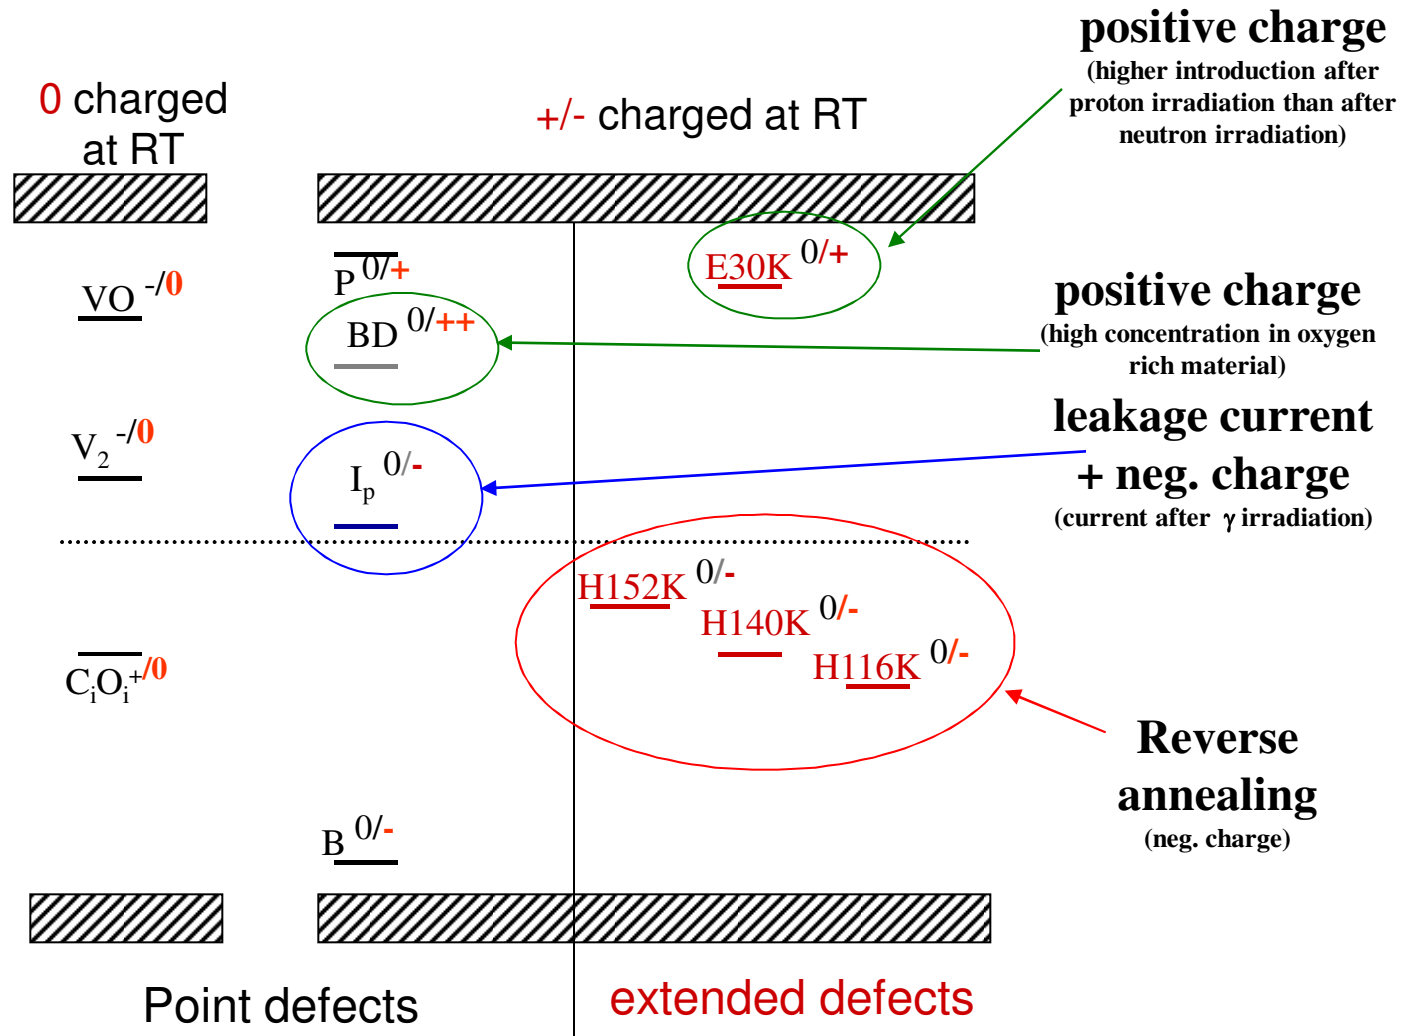 0 charged
at RT
+/- charged at RT
positive charge
(higher introduction after
proton irradiation than after
neutron irradiation)
P 0/+
E30K 0/+
VO -/0
BD 0/++
positive charge
(high concentration in oxygen
rich material)
V2 -/0
Ip 0/-
leakage current
+ neg. charge
(current after γ irradiation)
H152K 0/-
H140K 0/-
H116K 0/-
CiOi +/0
Reverse
annealing
(neg. charge)
B 0/-
Point defects
extended defects